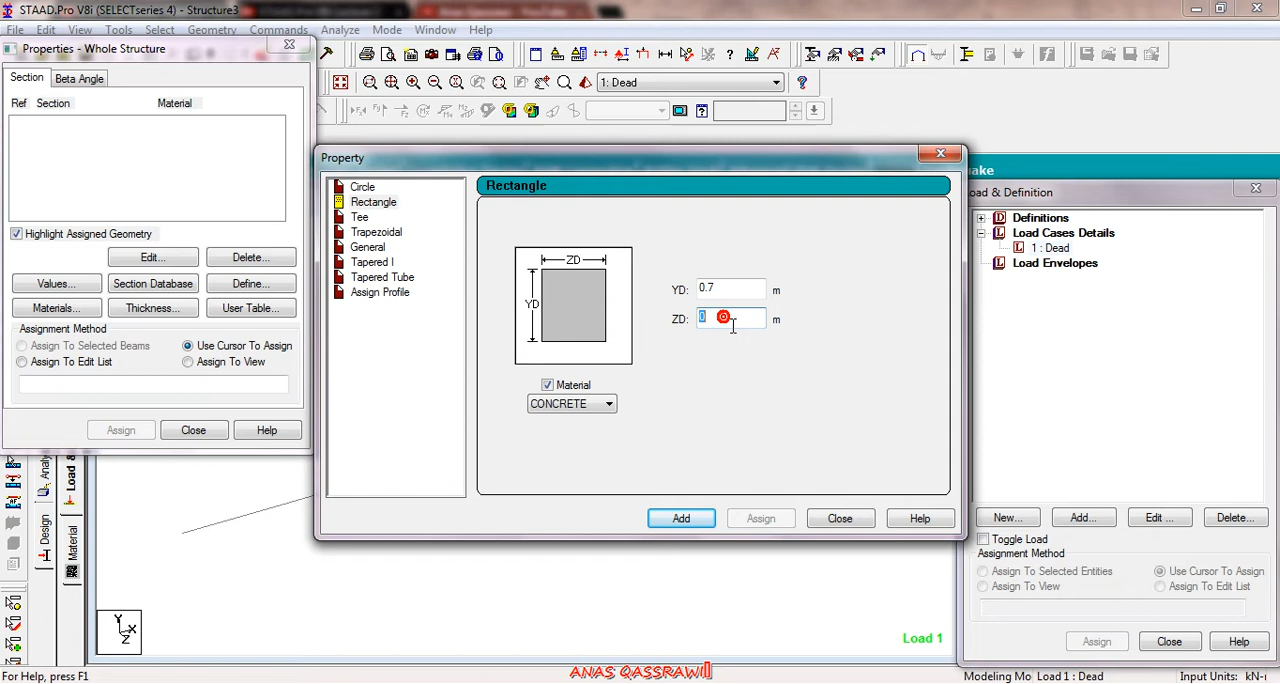 STAAD.Pro V8i (SELECTseries 4) - Structure3
File Edit View Tools Select Geometry Commands Analyze Mode Window Help
Properties - Whole Structure
Section Beta Angle
Ref Section Material
Highlight Assigned Geometry
Edit... Delete...
Values... Section Database Define...
Materials... Thickness... User Table...
Assignment Method
Assign To Selected Beams Use Cursor To Assign
Assign To Edit List Assign To View
Assign Close Help
1: Dead
Property
Circle
Rectangle
Tee
Trapezoidal
General
Tapered I
Tapered Tube
Assign Profile
Rectangle
ZD
YD
YD: 0.7 m
ZD: 0 m
Material
CONCRETE
Add Assign Close Help
ake
oad & Definition
Definitions
Load Cases Details
1 : Dead
Load Envelopes
New... Add... Edit ... Delete...
Toggle Load
Assignment Method
Assign To Selected Entities Use Cursor To Assign
Assign To View Assign To Edit List
Assign Close Help
Load &
Design
Material
Y
X
Z
Load 1
ANAS QASSRAWI
For Help, press F1
Modeling Mo Load 1 : Dead Input Units: kN-